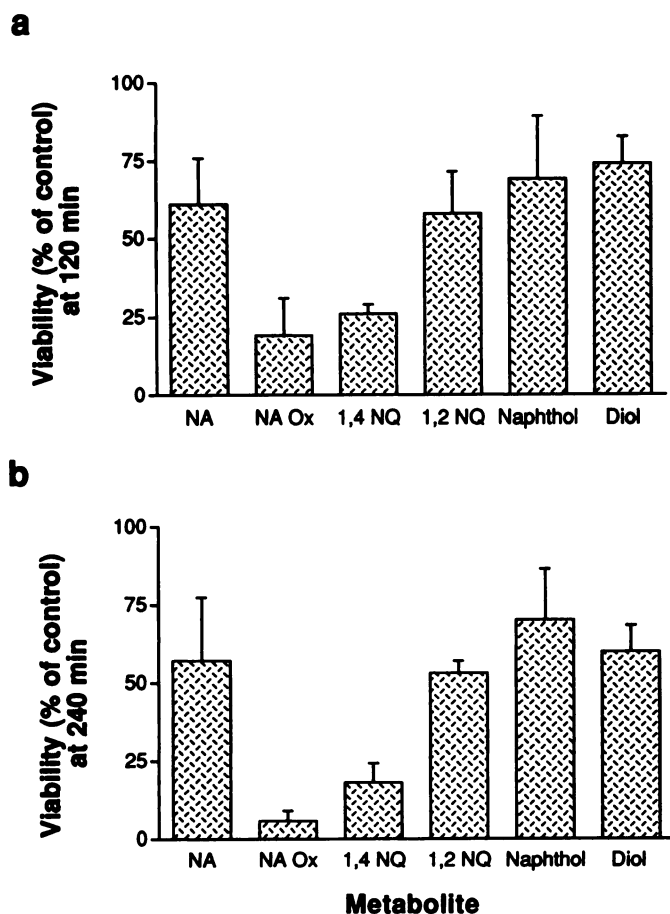 a
Viability (% of control)
at 120 min
100
75
50
25
0
NA NA Ox 1,4 NQ 1,2 NQ Naphthol Diol
b
Viability (% of control)
at 240 min
100
75
50
25
0
NA NA Ox 1,4 NQ 1,2 NQ Naphthol Diol
Metabolite